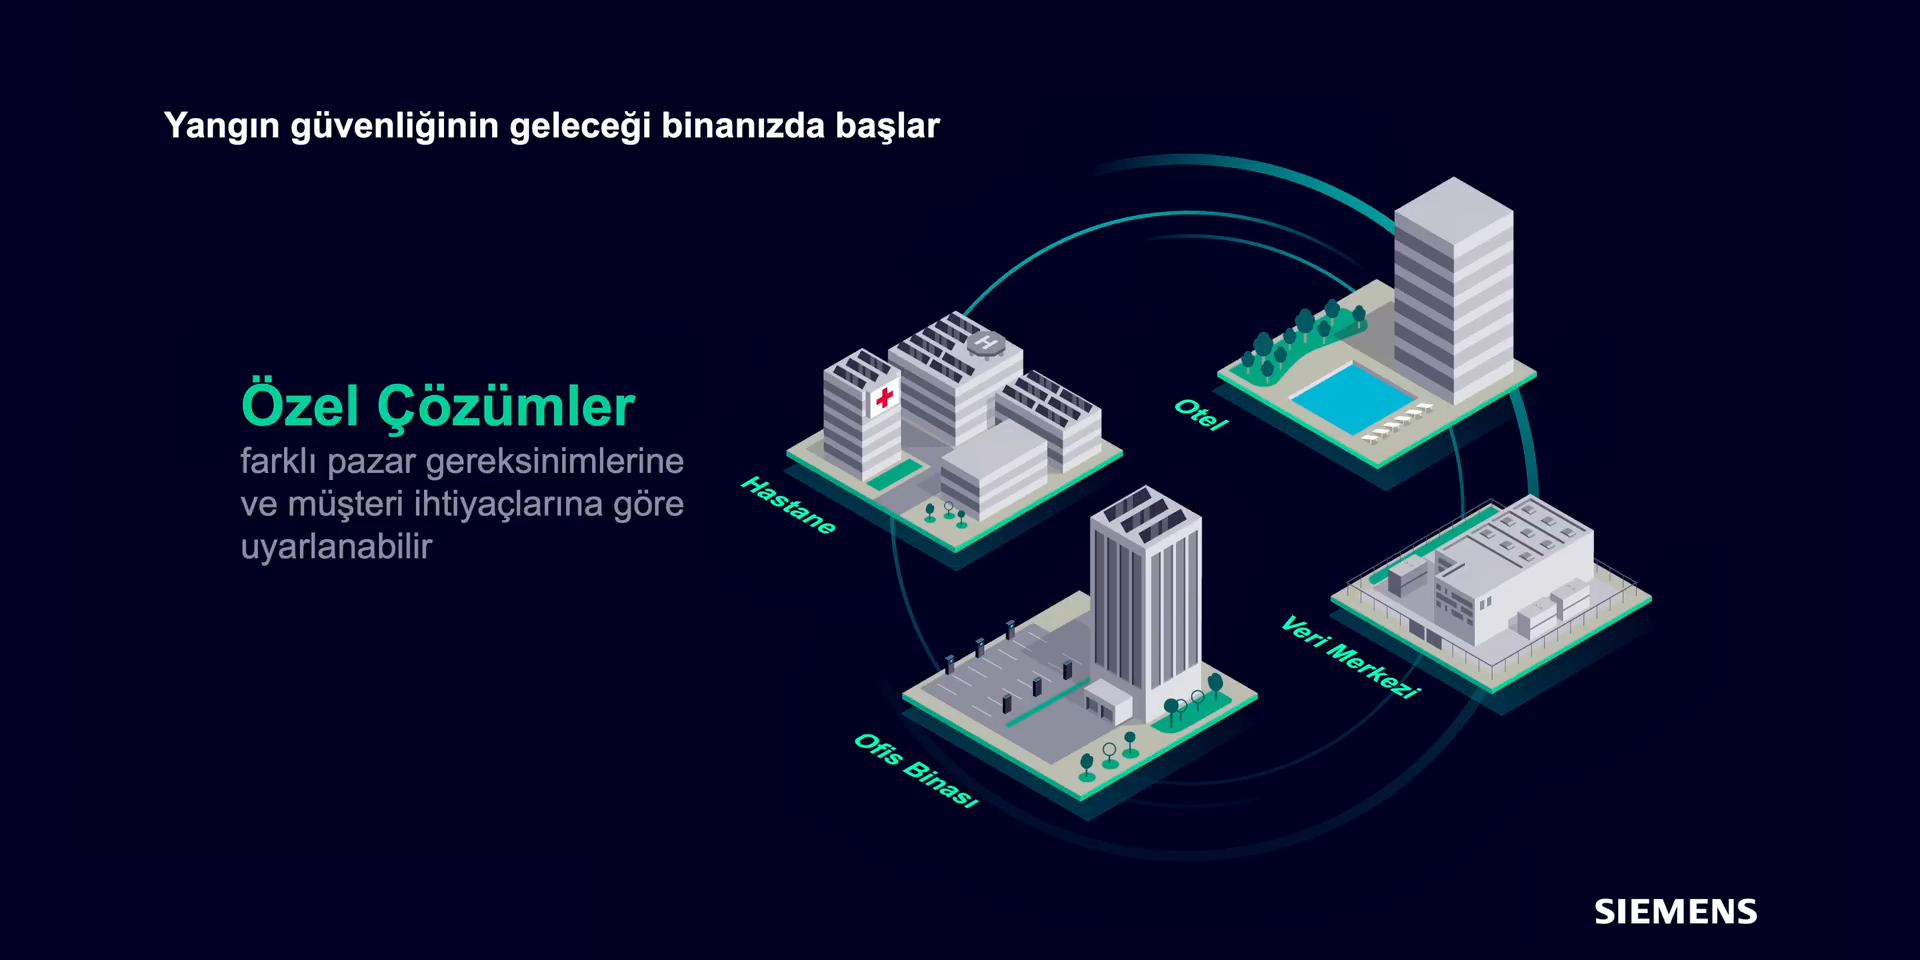 Yangın güvenliğinin geleceği binanızda başlar
Özel Çözümler
farklı pazar gereksinimlerine
ve müşteri ihtiyaçlarına göre
uyarlanabilir
Otel
Hastane
H
Veri Merkezi
Ofis Binası
SIEMENS